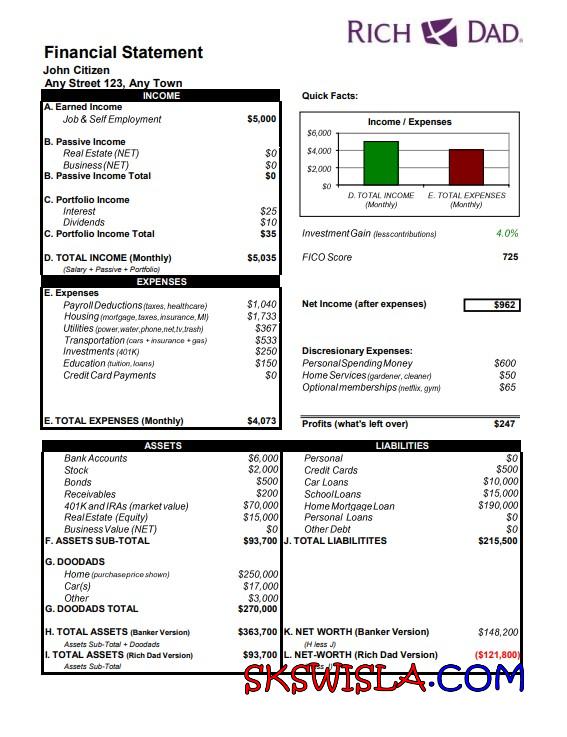 RICH DAD.
Financial Statement
John Citizen
Any Street 123, Any Town
INCOME
A. Earned Income
Job & Self Employment $5,000
B. Passive Income
Real Estate (NET) $0
Business (NET) $0
B. Passive Income Total $0
C. Portfolio Income
Interest $25
Dividends $10
C. Portfolio Income Total $35
D. TOTAL INCOME (Monthly) $5,035
(Salary + Passive + Portfolio)
EXPENSES
E. Expenses
Payroll Deductions (taxes, healthcare) $1,040
Housing (mortgage, taxes, insurance, MI) $1,733
Utilities (power,water,phone,net,tv,trash) $367
Transportation (cars + insurance + gas) $533
Investments (401K) $250
Education (tuition, loans) $150
Credit Card Payments $0
E. TOTAL EXPENSES (Monthly) $4,073
Quick Facts:
Income / Expenses
$6,000
$4,000
$2,000
$0
D. TOTAL INCOME (Monthly)
E. TOTAL EXPENSES (Monthly)
Investment Gain (less contributions) 4.0%
FICO Score 725
Net Income (after expenses) $962
Discresionary Expenses:
Personal Spending Money $600
Home Services (gardener, cleaner) $50
Optional memberships (netflix, gym) $65
Profits (what's left over) $247
ASSETS
Bank Accounts $6,000
Stock $2,000
Bonds $500
Receivables $200
401K and IRAs (market value) $70,000
Real Estate (Equity) $15,000
Business Value (NET) $0
F. ASSETS SUB-TOTAL $93,700
G. DOODADS
Home (purchase price shown) $250,000
Car(s) $17,000
Other $3,000
G. DOODADS TOTAL $270,000
H. TOTAL ASSETS (Banker Version) $363,700
Assets Sub-Total + Doodads
I. TOTAL ASSETS (Rich Dad Version) $93,700
Assets Sub-Total
LIABILITIES
Personal $0
Credit Cards $500
Car Loans $10,000
School Loans $15,000
Home Mortgage Loan $190,000
Personal Loans $0
Other Debt $0
J. TOTAL LIABILITITES $215,500
K. NET WORTH (Banker Version) $148,200
(H less J)
L. NET-WORTH (Rich Dad Version) ($121,800)
SKSWISLA.COM